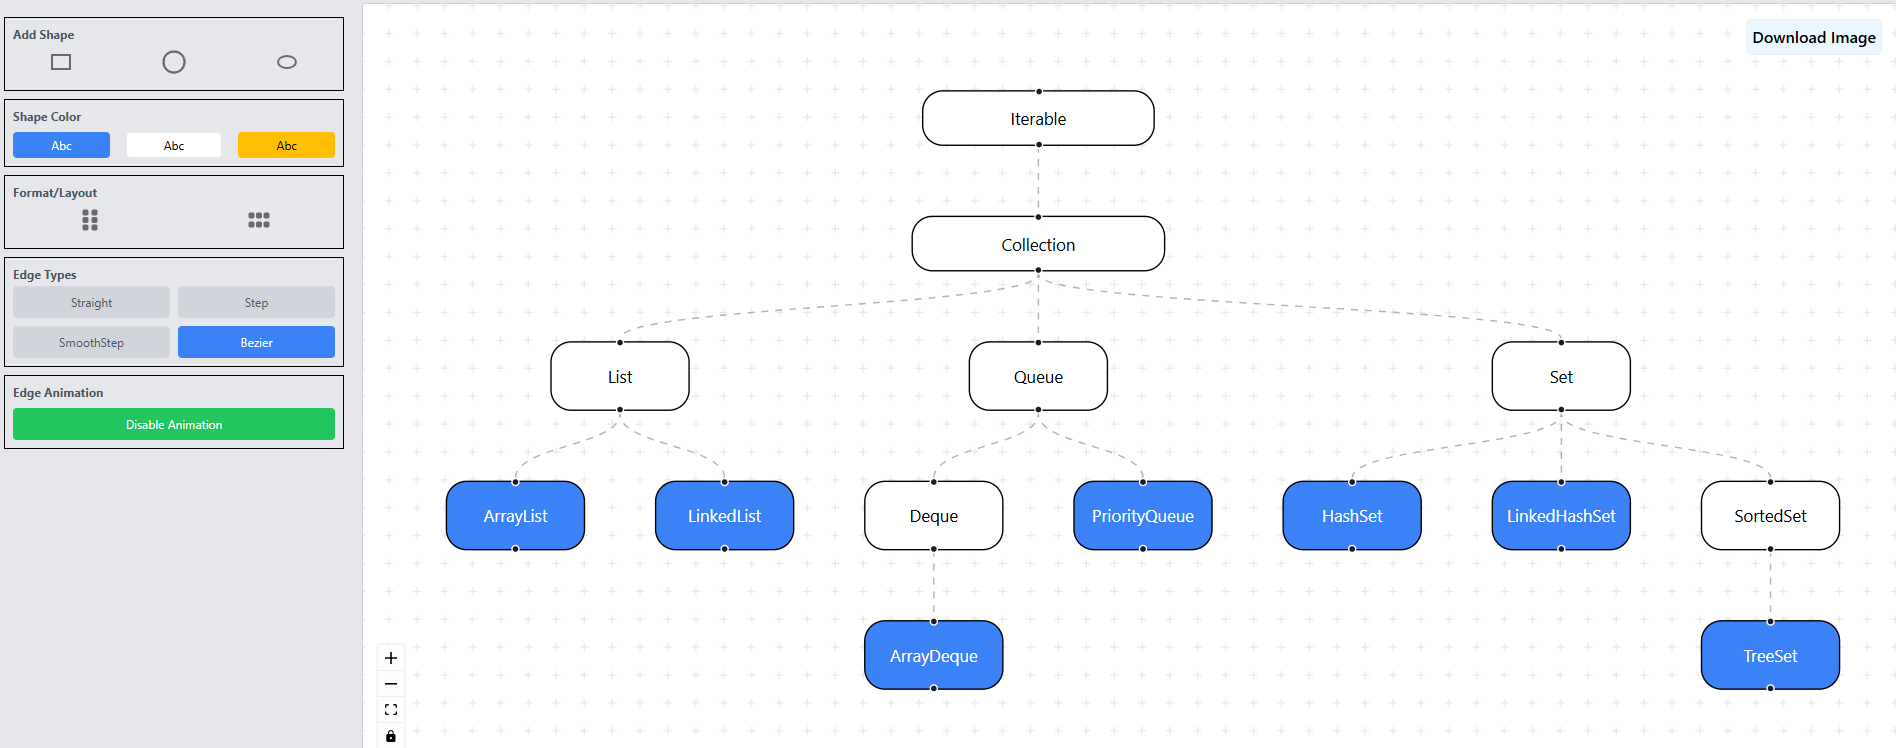 Add Shape
Shape Color
Abc
Abc
Abc
Format/Layout
Edge Types
Straight
Step
SmoothStep
Bezier
Edge Animation
Disable Animation
Download Image
Iterable
Collection
List
Queue
Set
ArrayList
LinkedList
Deque
PriorityQueue
HashSet
LinkedHashSet
SortedSet
ArrayDeque
TreeSet